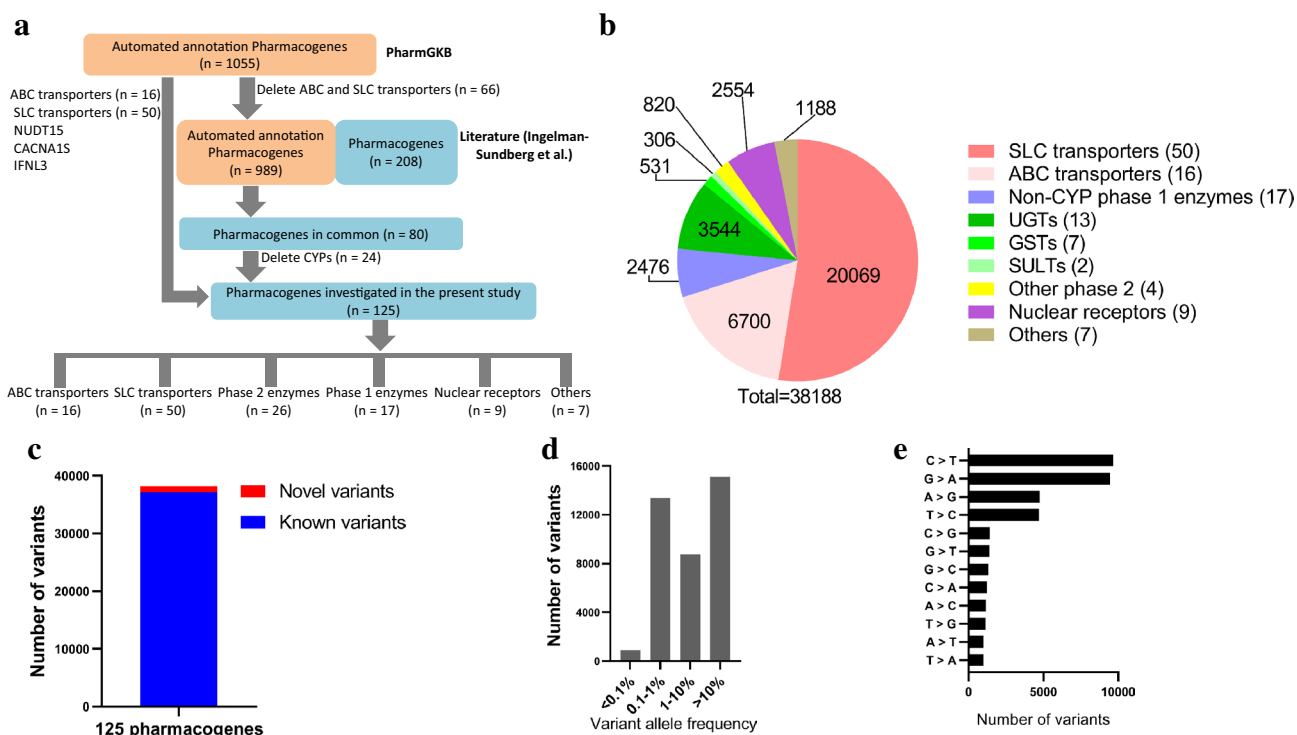 a
Automated annotation Pharmacogenes
(n = 1055)
PharmGKB
ABC transporters (n = 16)
SLC transporters (n = 50)
NUDT15
CACNA1S
IFNL3
Delete ABC and SLC transporters (n = 66)
Automated annotation
Pharmacogenes
(n = 989)
Pharmacogenes
(n = 208)
Literature (Ingelman-
Sundberg et al.)
Pharmacogenes in common (n = 80)
Delete CYPs (n = 24)
Pharmacogenes investigated in the present study
(n = 125)
ABC transporters
(n = 16)
SLC transporters
(n = 50)
Phase 2 enzymes
(n = 26)
Phase 1 enzymes
(n = 17)
Nuclear receptors
(n = 9)
Others
(n = 7)
b
2554
820
1188
306
531
3544
2476
6700
20069
Total=38188
SLC transporters (50)
ABC transporters (16)
Non-CYP phase 1 enzymes (17)
UGTs (13)
GSTs (7)
SULTs (2)
Other phase 2 (4)
Nuclear receptors (9)
Others (7)
c
Number of variants
40000
30000
20000
10000
0
125 pharmacogenes
Novel variants
Known variants
d
Number of variants
16000
12000
8000
4000
0
<0.1%
0.1-1%
1-10%
>10%
Variant allele frequency
e
C > T
G > A
A > G
T > C
C > G
G > T
G > C
C > A
A > C
T > G
A > T
T > A
0
5000
10000
Number of variants